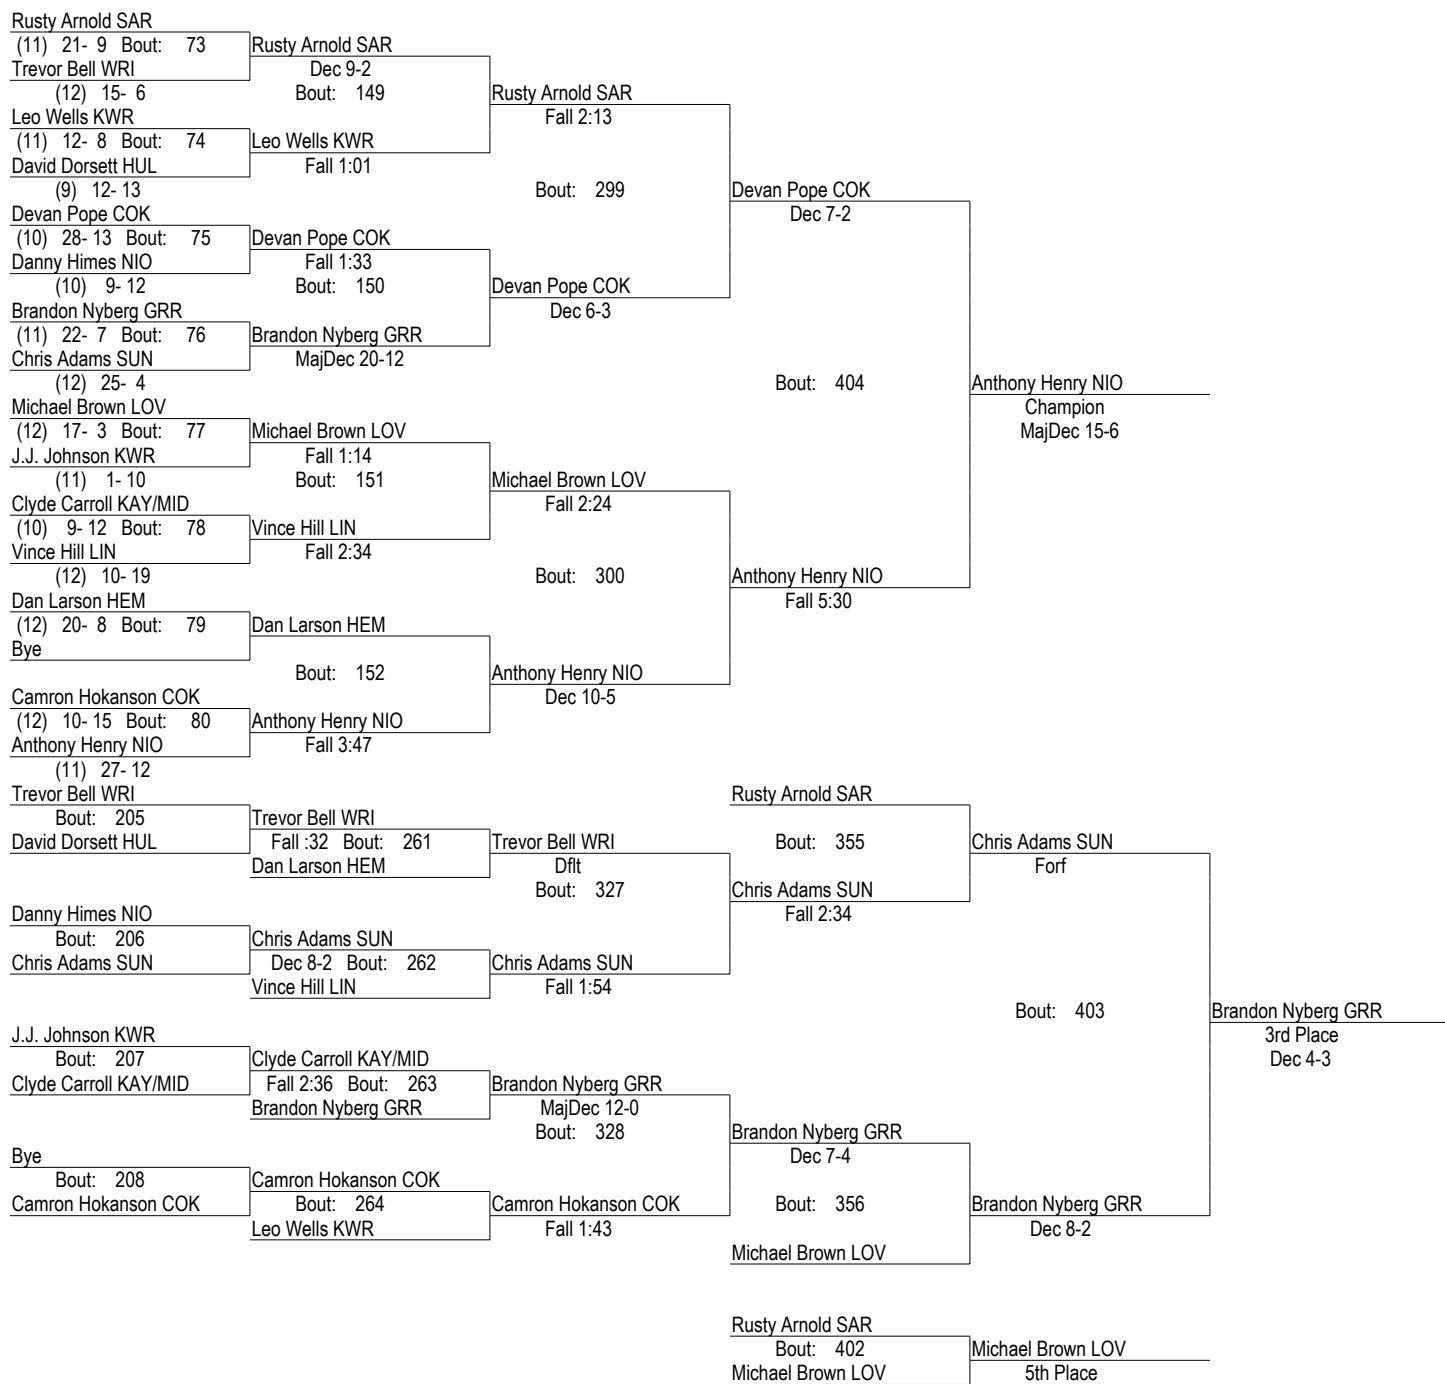 Rusty Arnold SAR
(11) 21- 9 Bout: 73
Rusty Arnold SAR
Trevor Bell WRI
Dec 9-2
(12) 15- 6
Bout: 149
Rusty Arnold SAR
Leo Wells KWR
Fall 2:13
(11) 12- 8 Bout: 74
Leo Wells KWR
David Dorsett HUL
Fall 1:01
(9) 12- 13
Bout: 299
Devan Pope COK
Devan Pope COK
Dec 7-2
(10) 28- 13 Bout: 75
Devan Pope COK
Danny Himes NIO
Fall 1:33
(10) 9- 12
Bout: 150
Devan Pope COK
Brandon Nyberg GRR
Dec 6-3
(11) 22- 7 Bout: 76
Brandon Nyberg GRR
Chris Adams SUN
MajDec 20-12
(12) 25- 4
Bout: 404
Anthony Henry NIO
Michael Brown LOV
Champion
(12) 17- 3 Bout: 77
Michael Brown LOV
MajDec 15-6
J.J. Johnson KWR
Fall 1:14
(11) 1- 10
Bout: 151
Michael Brown LOV
Clyde Carroll KAY/MID
Fall 2:24
(10) 9- 12 Bout: 78
Vince Hill LIN
Vince Hill LIN
Fall 2:34
(12) 10- 19
Bout: 300
Anthony Henry NIO
Dan Larson HEM
Fall 5:30
(12) 20- 8 Bout: 79
Dan Larson HEM
Bye
Bout: 152
Anthony Henry NIO
Camron Hokanson COK
Dec 10-5
(12) 10- 15 Bout: 80
Anthony Henry NIO
Anthony Henry NIO
Fall 3:47
(11) 27- 12
Trevor Bell WRI
Rusty Arnold SAR
Bout: 205
Trevor Bell WRI
David Dorsett HUL
Fall :32 Bout: 261
Trevor Bell WRI
Bout: 355
Chris Adams SUN
Dan Larson HEM
Dflt
Forf
Bout: 327
Chris Adams SUN
Danny Himes NIO
Fall 2:34
Bout: 206
Chris Adams SUN
Chris Adams SUN
Dec 8-2 Bout: 262
Chris Adams SUN
Vince Hill LIN
Fall 1:54
Bout: 403
Brandon Nyberg GRR
J.J. Johnson KWR
3rd Place
Bout: 207
Clyde Carroll KAY/MID
Dec 4-3
Clyde Carroll KAY/MID
Fall 2:36 Bout: 263
Brandon Nyberg GRR
Brandon Nyberg GRR
MajDec 12-0
Bout: 328
Brandon Nyberg GRR
Bye
Dec 7-4
Bout: 208
Camron Hokanson COK
Camron Hokanson COK
Bout: 264
Camron Hokanson COK
Bout: 356
Brandon Nyberg GRR
Leo Wells KWR
Fall 1:43
Dec 8-2
Michael Brown LOV
Rusty Arnold SAR
Bout: 402
Michael Brown LOV
Michael Brown LOV
5th Place